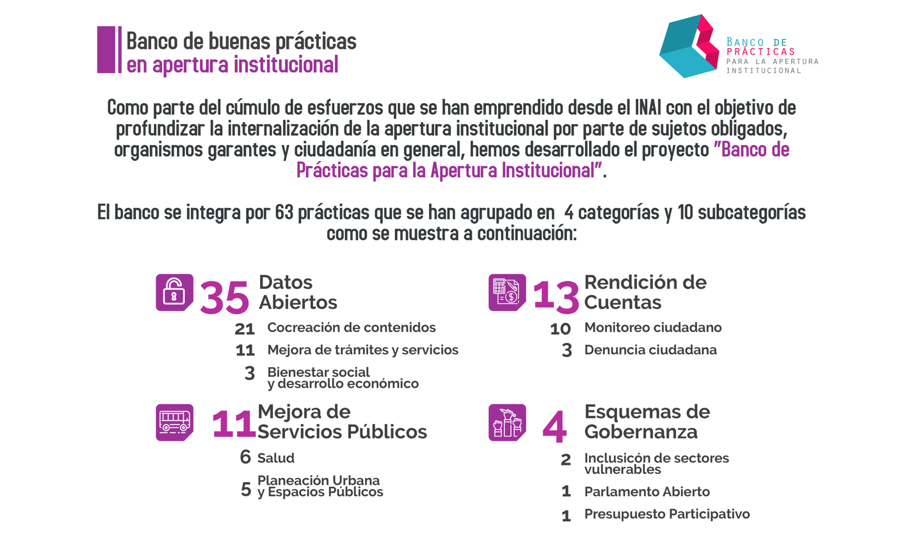 Banco de buenas prácticas
en apertura institucional
BANCO DE
PRÁCTICAS
PARA LA APERTURA
INSTITUCIONAL
Como parte del cúmulo de esfuerzos que se han emprendido desde el INAI con el objetivo de
profundizar la internalización de la apertura institucional por parte de sujetos obligados,
organismos garantes y ciudadanía en general, hemos desarrollado el proyecto "Banco de
Prácticas para la Apertura Institucional".
El banco se integra por 63 prácticas que se han agrupado en 4 categorías y 10 subcategorías
como se muestra a continuación:
35 Datos
Abiertos
21 Cocreación de contenidos
11 Mejora de trámites y servicios
3 Bienestar social
y desarrollo económico
13 Rendición de
Cuentas
10 Monitoreo ciudadano
3 Denuncia ciudadana
11 Mejora de
Servicios Públicos
6 Salud
5 Planeación Urbana
y Espacios Públicos
4 Esquemas de
Gobernanza
2 Inclusicón de sectores
vulnerables
1 Parlamento Abierto
1 Presupuesto Participativo